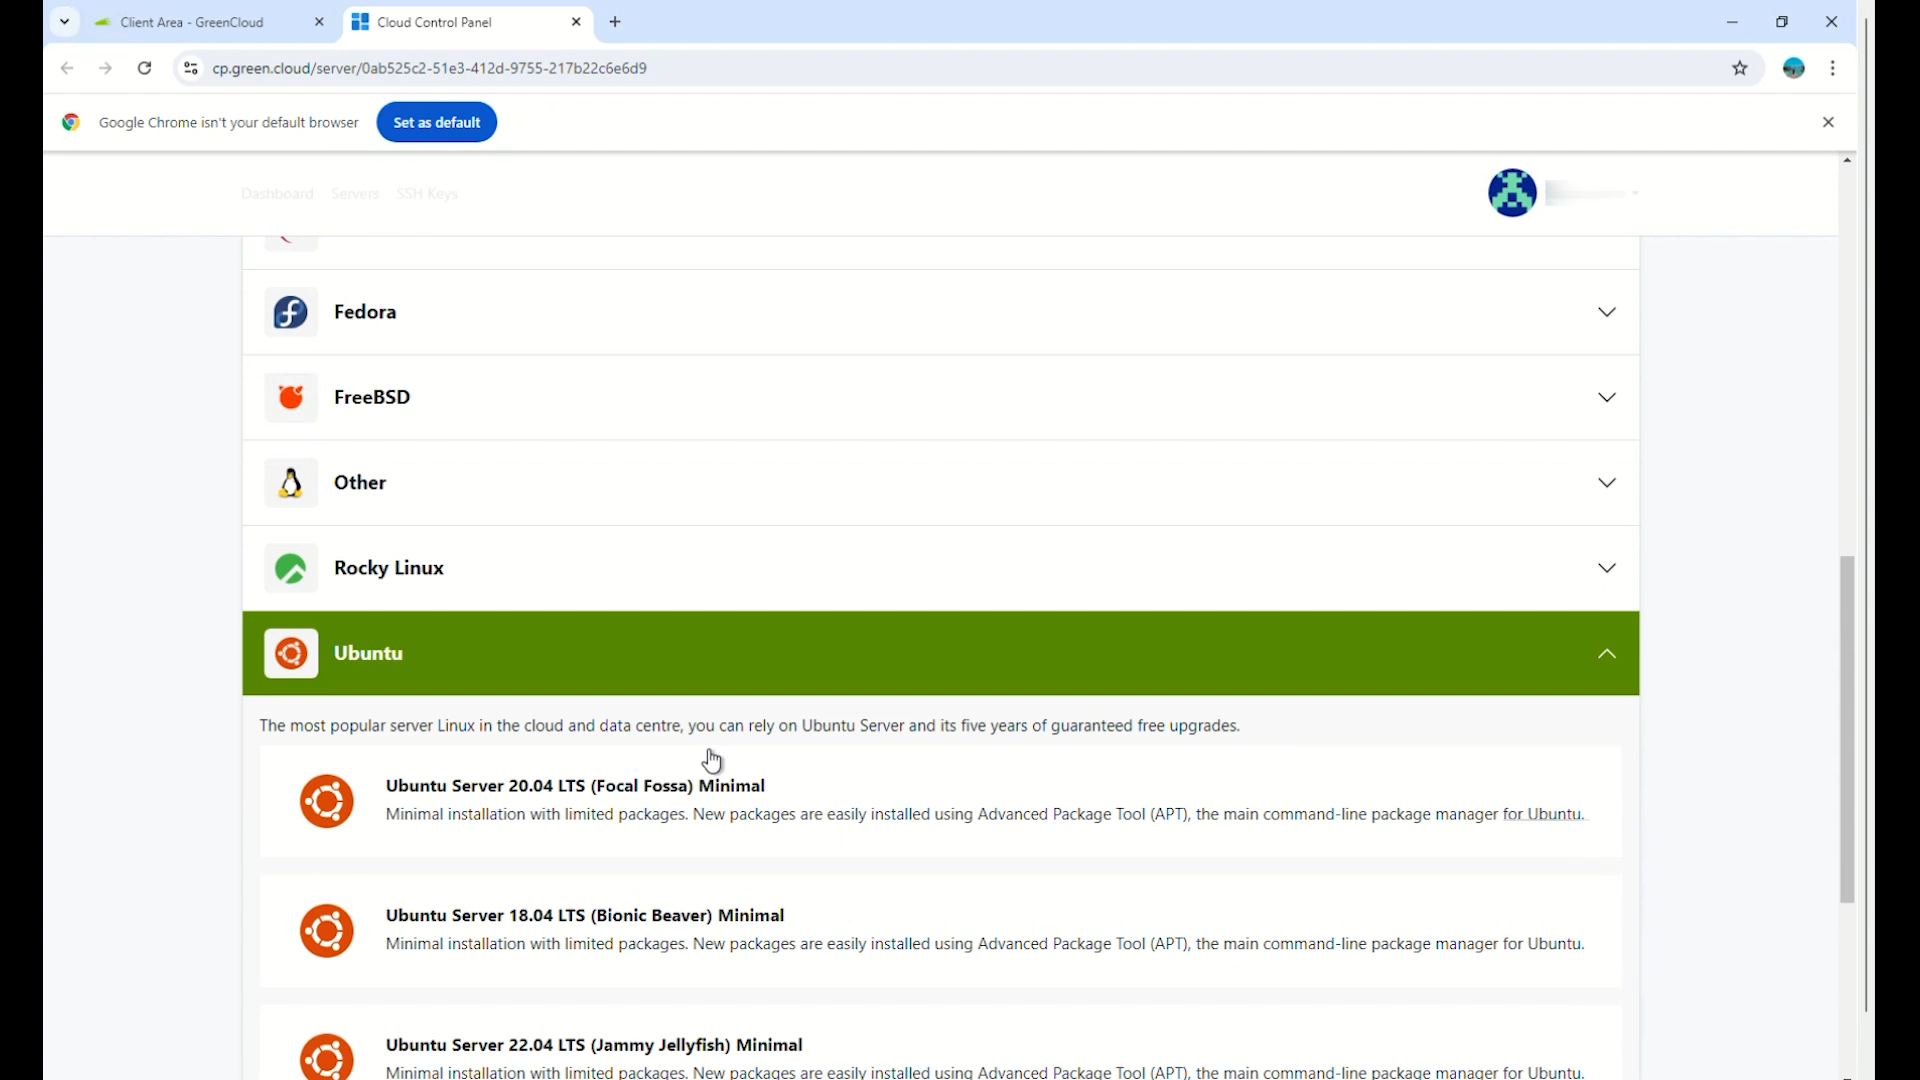 Client Area - GreenCloud
Cloud Control Panel
cp.green.cloud/server/0ab525c2-51e3-412d-9755-217b22c6e6d9
Google Chrome isn't your default browser
Set as default
Dashboard Servers SSH Keys
Fedora
FreeBSD
Other
Rocky Linux
Ubuntu
The most popular server Linux in the cloud and data centre, you can rely on Ubuntu Server and its five years of guaranteed free upgrades.
Ubuntu Server 20.04 LTS (Focal Fossa) Minimal
Minimal installation with limited packages. New packages are easily installed using Advanced Package Tool (APT), the main command-line package manager for Ubuntu.
Ubuntu Server 18.04 LTS (Bionic Beaver) Minimal
Minimal installation with limited packages. New packages are easily installed using Advanced Package Tool (APT), the main command-line package manager for Ubuntu.
Ubuntu Server 22.04 LTS (Jammy Jellyfish) Minimal
Minimal installation with limited packages. New packages are easily installed using Advanced Package Tool (APT), the main command-line package manager for Ubuntu.